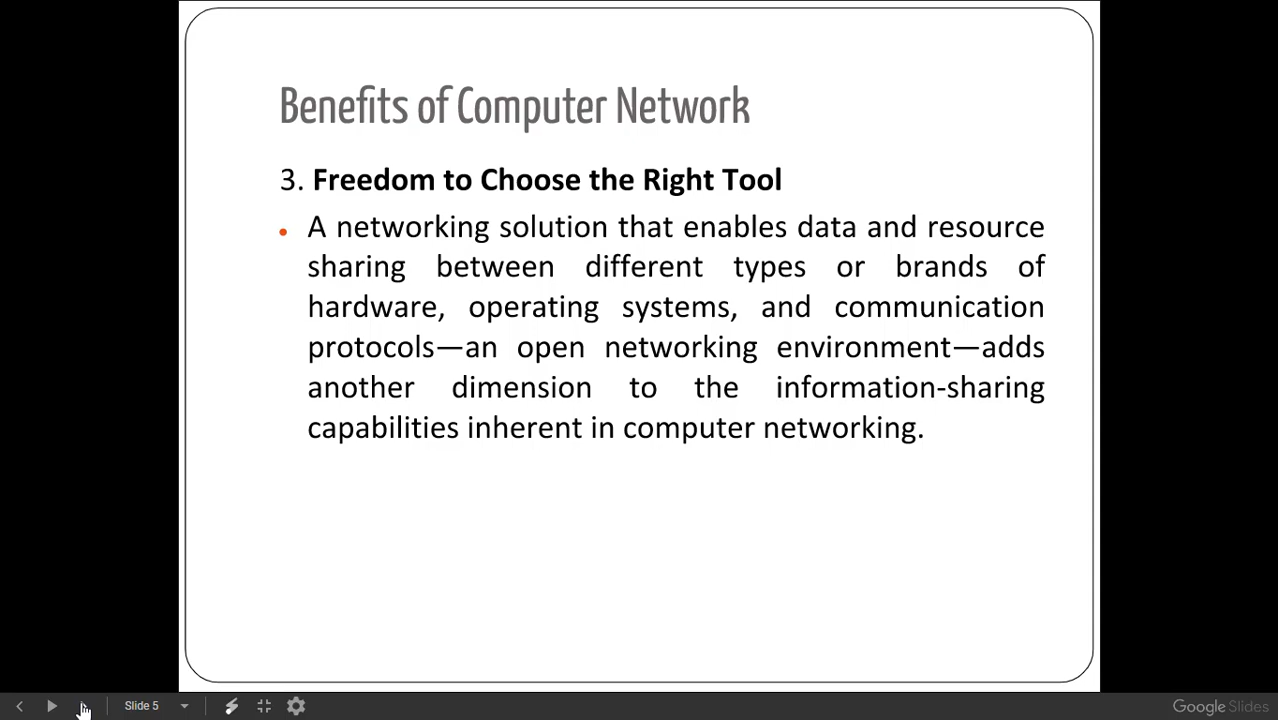 Benefits of Computer Network
3. Freedom to Choose the Right Tool
• A networking solution that enables data and resource
sharing between different types or brands of
hardware, operating systems, and communication
protocols—an open networking environment—adds
another dimension to the information-sharing
capabilities inherent in computer networking.
Slide 5
Google Slides